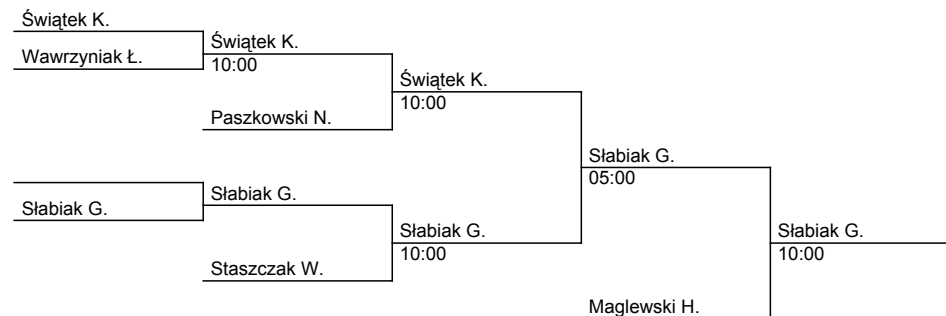 Świątek K.
Wawrzyniak Ł.
Świątek K.
10:00
Paszkowski N.
Świątek K.
10:00
Słabiak G.
Słabiak G.
Staszczak W.
Słabiak G.
10:00
Słabiak G.
05:00
Maglewski H.
Słabiak G.
10:00